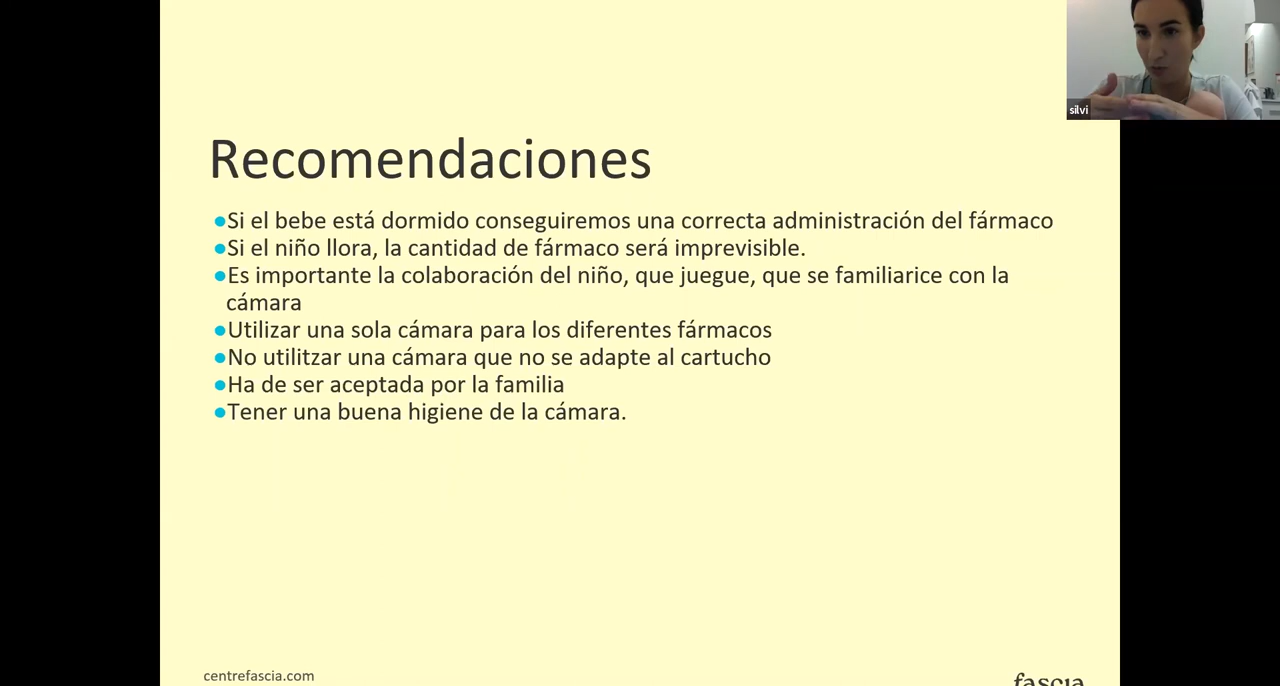 silvi
Recomendaciones
●Si el bebe está dormido conseguiremos una correcta administración del fármaco
●Si el niño llora, la cantidad de fármaco será imprevisible.
●Es importante la colaboración del niño, que juegue, que se familiarice con la
cámara
●Utilizar una sola cámara para los diferentes fármacos
●No utilitzar una cámara que no se adapte al cartucho
●Ha de ser aceptada por la familia
●Tener una buena higiene de la cámara.
centrefascia.com
fascia